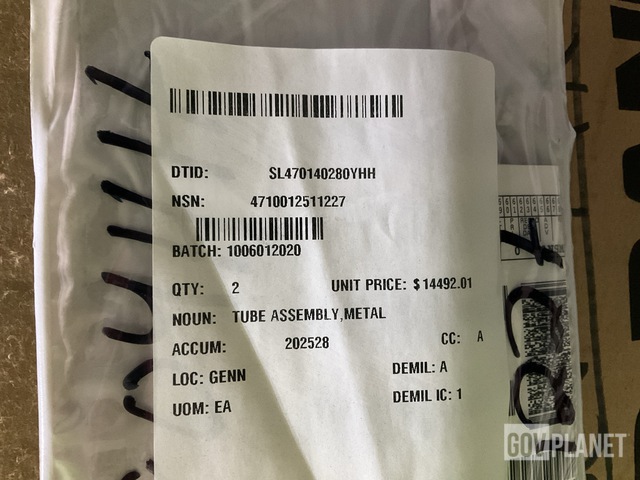 DTID: SL470140280YHH
NSN: 4710012511227
BATCH: 1006012020
QTY: 2 UNIT PRICE: $ 14492.01
NOUN: TUBE ASSEMBLY,METAL
ACCUM: 202528 CC: A
LOC: GENN DEMIL: A
UOM: EA DEMIL IC: 1
GOVPLANET